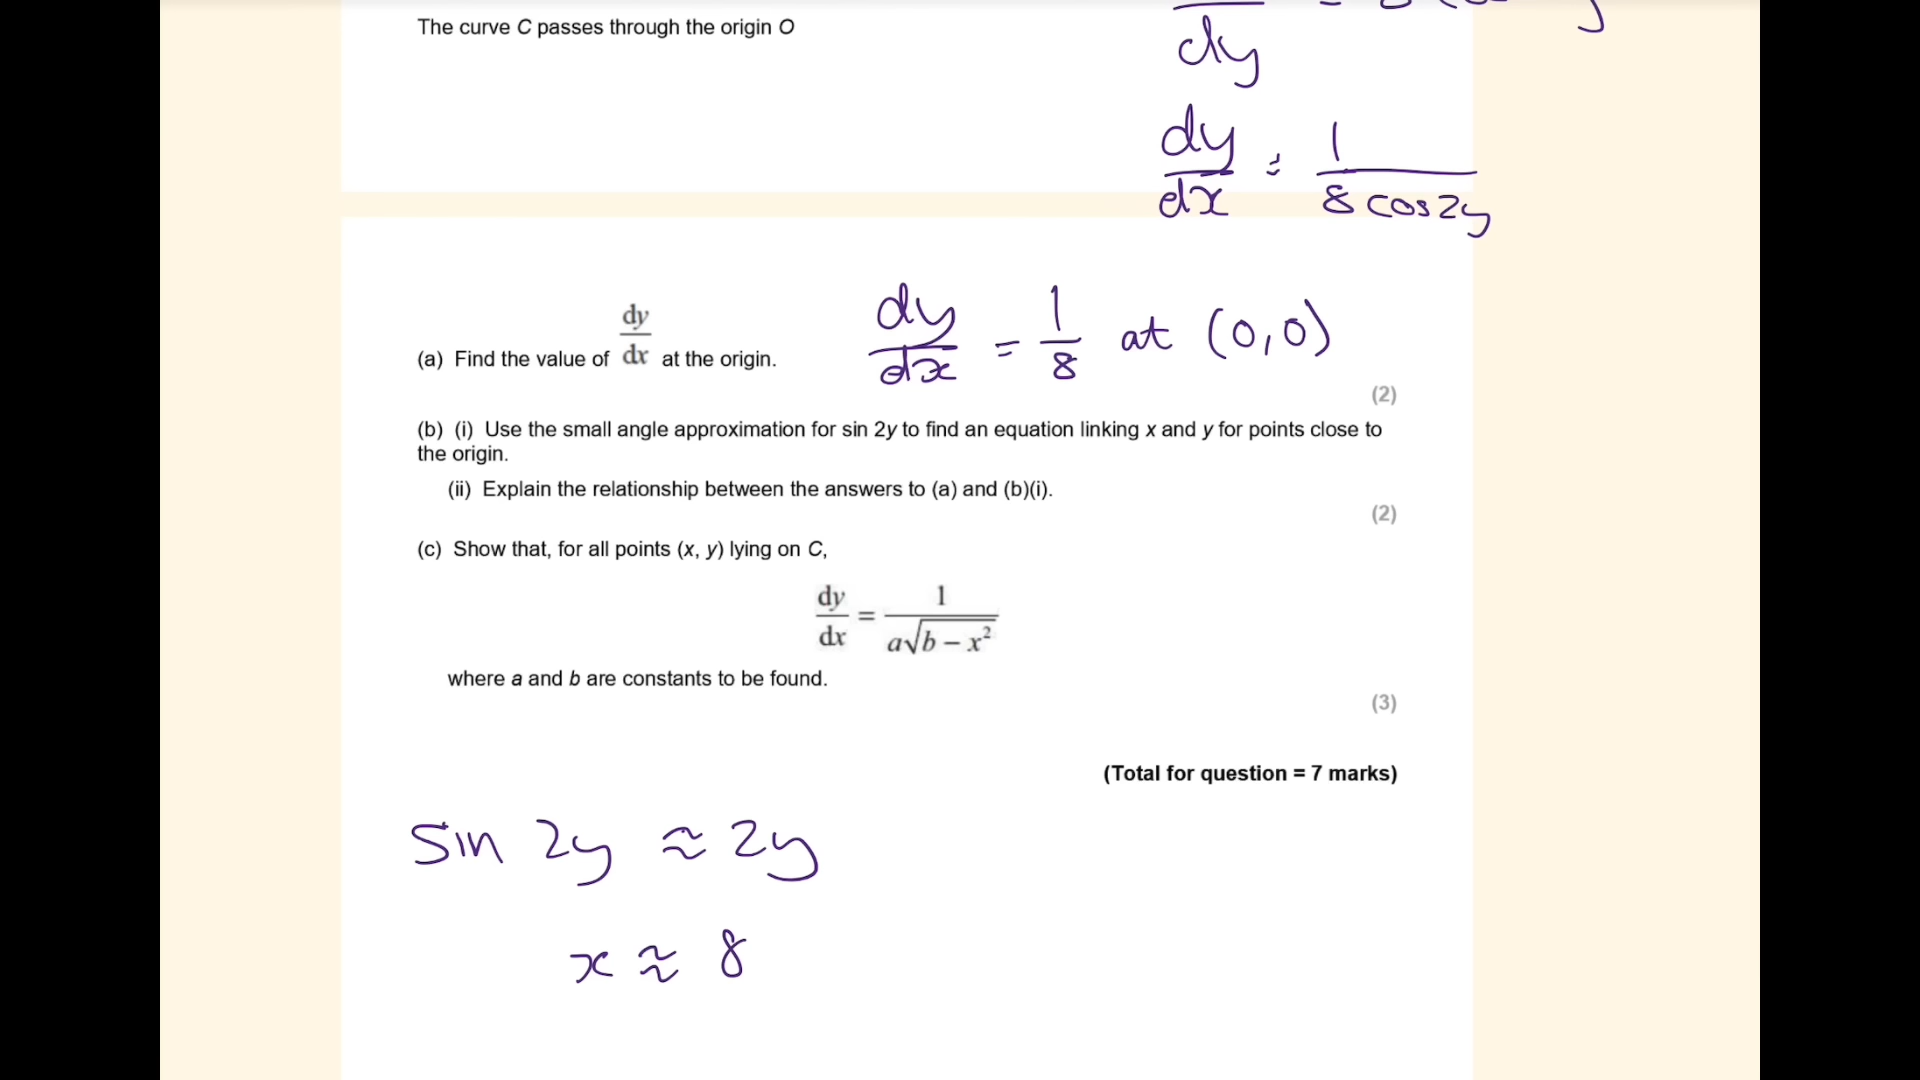 The curve C passes through the origin O
dy
dy/dx = 1/(8 cos2y)
(a) Find the value of dy/dx at the origin.
dy/dx = 1/8 at (0,0)
(2)
(b) (i) Use the small angle approximation for sin 2y to find an equation linking x and y for points close to
the origin.
(ii) Explain the relationship between the answers to (a) and (b)(i).
(2)
(c) Show that, for all points (x, y) lying on C,
dy/dx = 1/(a√(b − x²))
where a and b are constants to be found.
(3)
(Total for question = 7 marks)
sin 2y ≈ 2y
x ≈ 8